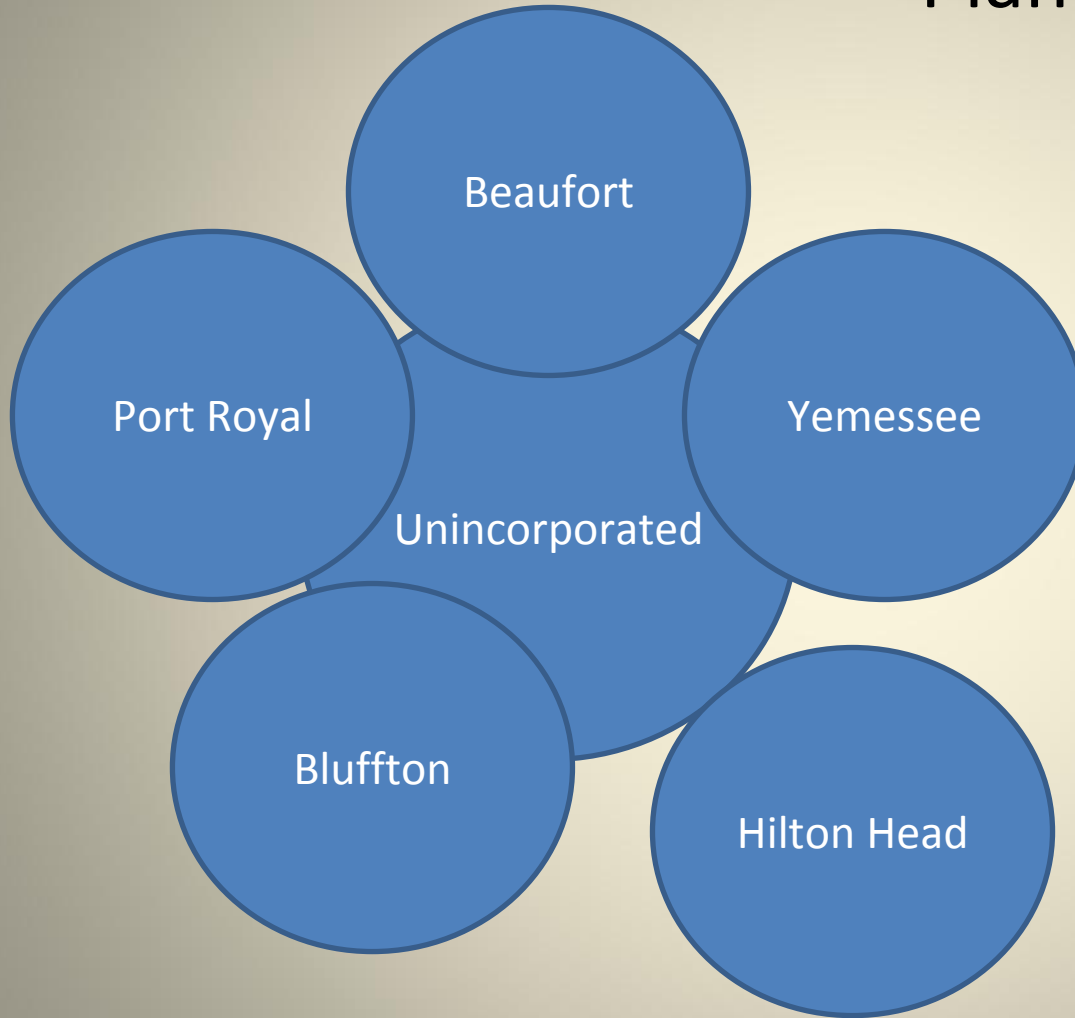 Beaufort
Port Royal
Yemessee
Unincorporated
Bluffton
Hilton Head